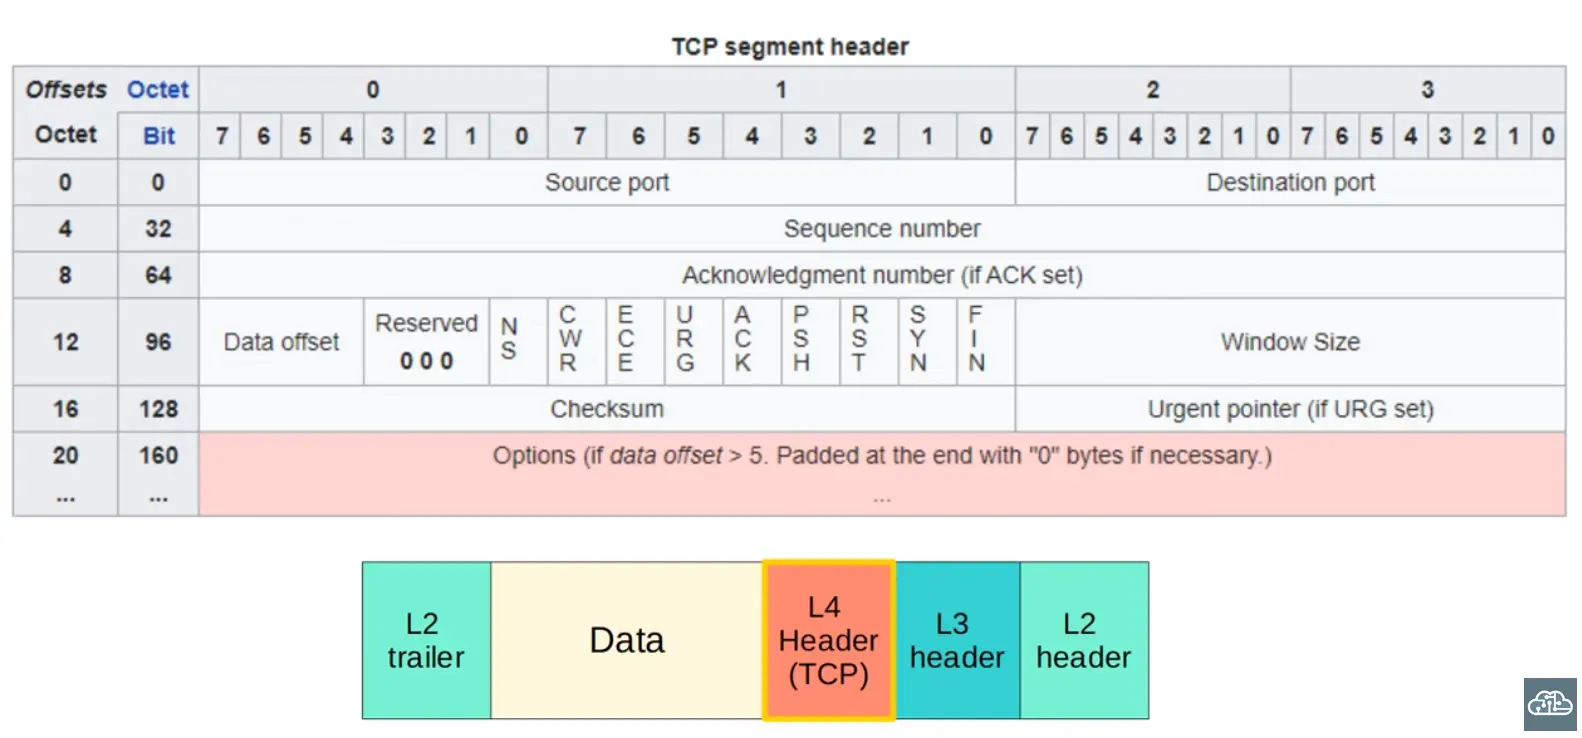 TCP segment header
Offsets Octet 0 1 2 3
Octet Bit 7 6 5 4 3 2 1 0 7 6 5 4 3 2 1 0 7 6 5 4 3 2 1 0 7 6 5 4 3 2 1 0
0 0 Source port Destination port
4 32 Sequence number
8 64 Acknowledgment number (if ACK set)
12 96 Data offset Reserved 0 0 0 NS CWR ECE URG ACK PSH RST SYN FIN Window Size
16 128 Checksum Urgent pointer (if URG set)
20 160 Options (if data offset > 5. Padded at the end with "0" bytes if necessary.)
... ... ...
L2 trailer
Data
L4 Header (TCP)
L3 header
L2 header